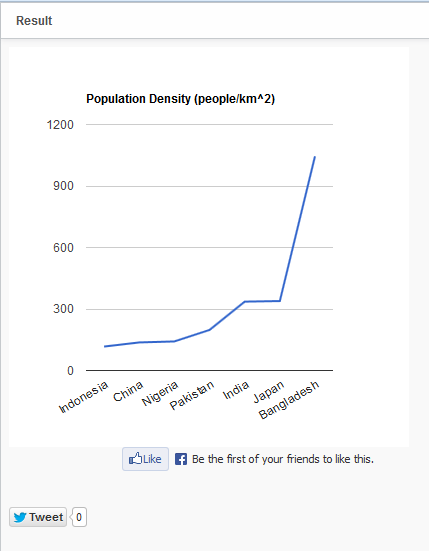 Result
Population Density (people/km^2)
1200
900
600
300
0
Indonesia
China
Nigeria
Pakistan
India
Japan
Bangladesh
Like
Be the first of your friends to like this.
Tweet 0